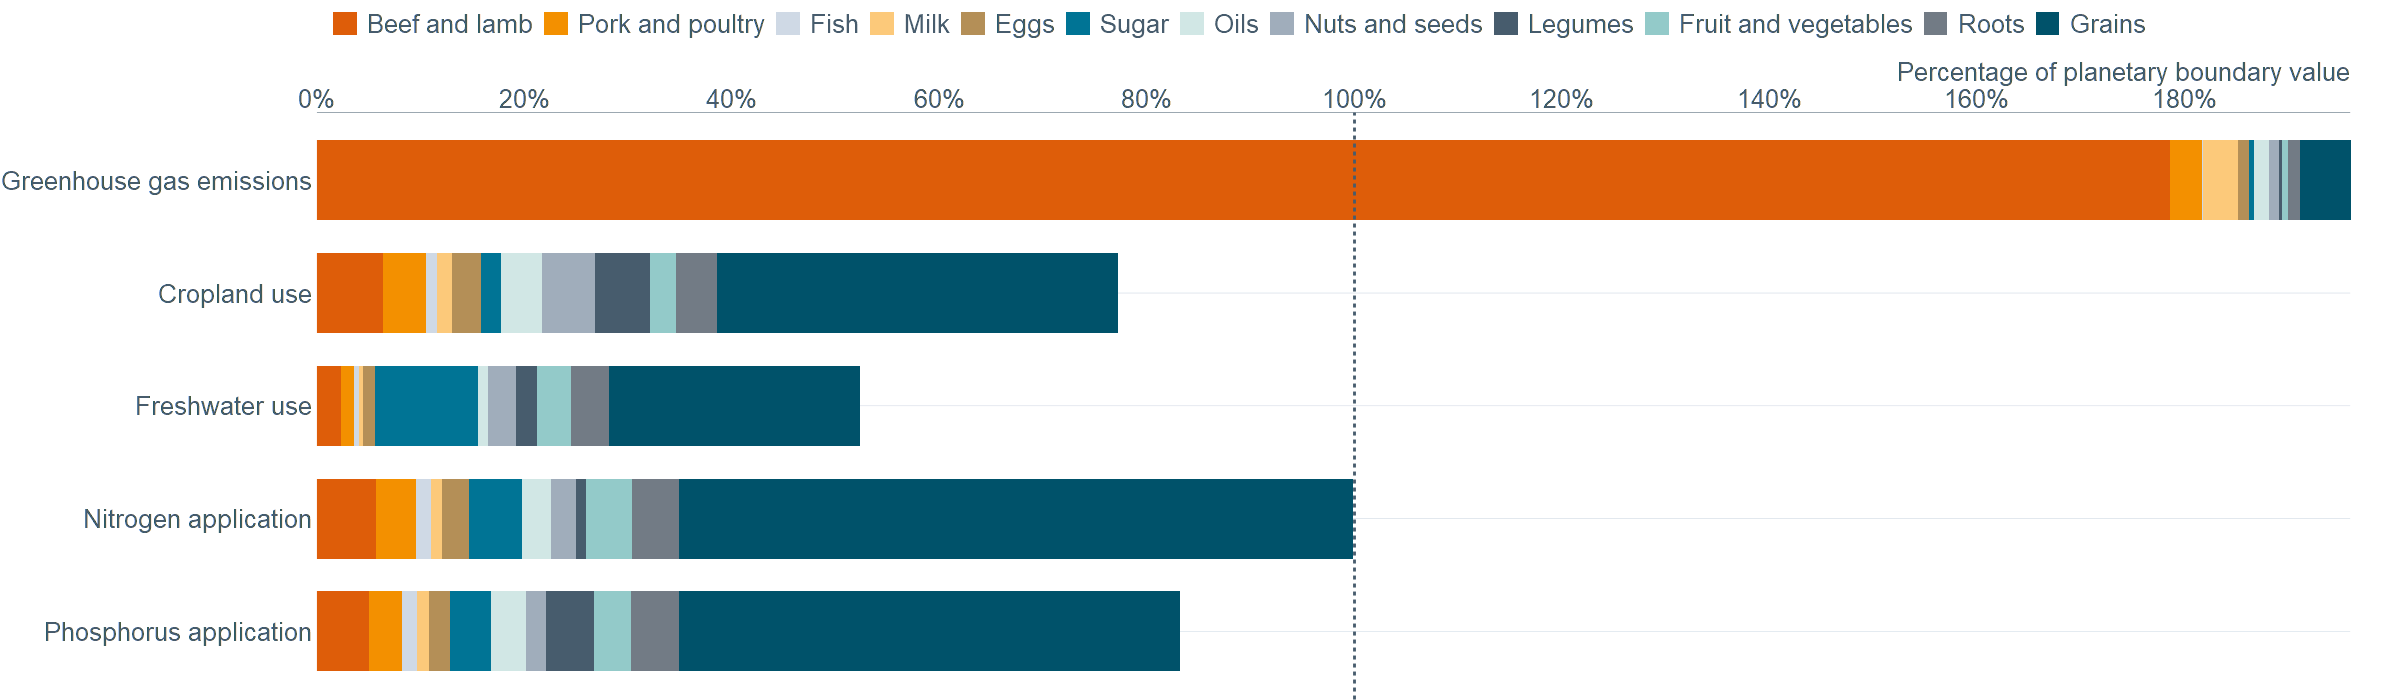 Beef and lamb Pork and poultry Fish Milk Eggs Sugar Oils Nuts and seeds Legumes Fruit and vegetables Roots Grains
Percentage of planetary boundary value
0% 20% 40% 60% 80% 100% 120% 140% 160% 180%
Greenhouse gas emissions
Cropland use
Freshwater use
Nitrogen application
Phosphorus application